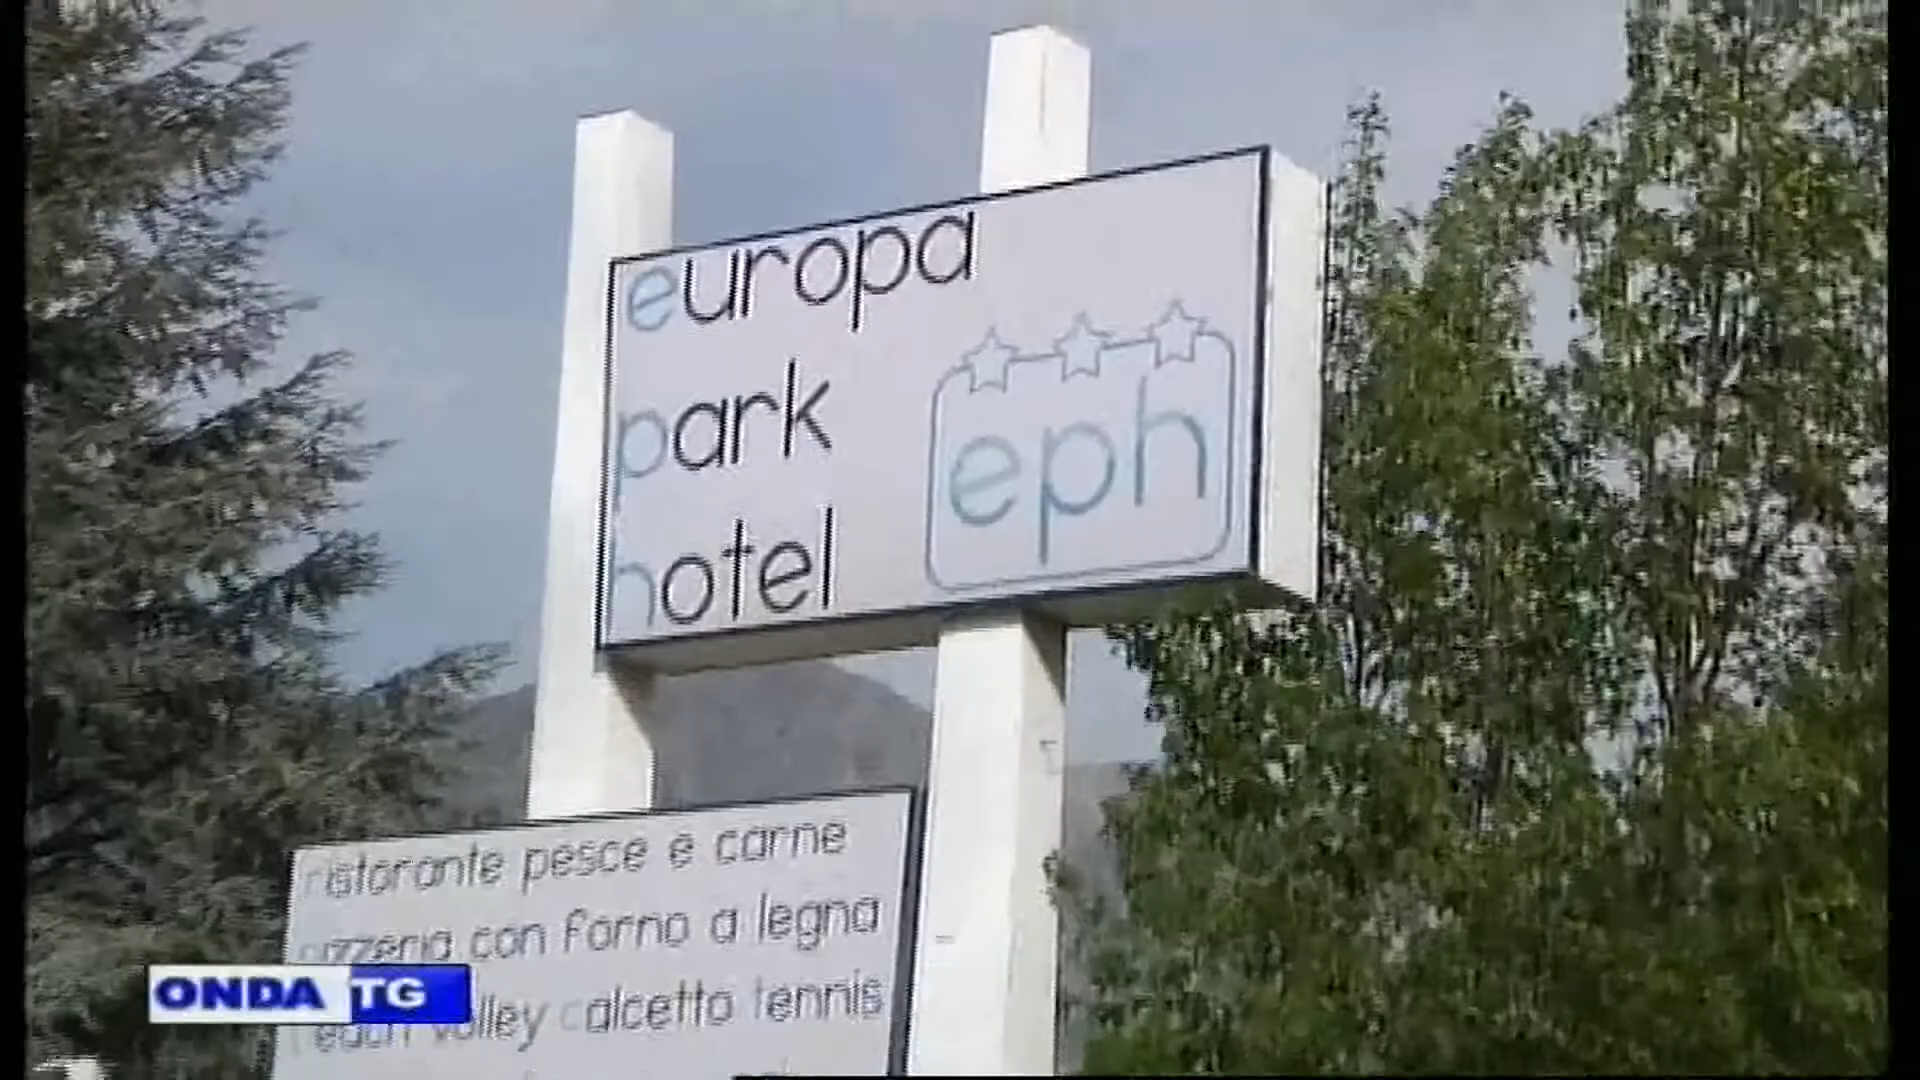 europa
park
hotel
eph
ristorante pesce e carne
pizzeria con forno a legna
beach volley calcetto tennis
ONDA TG